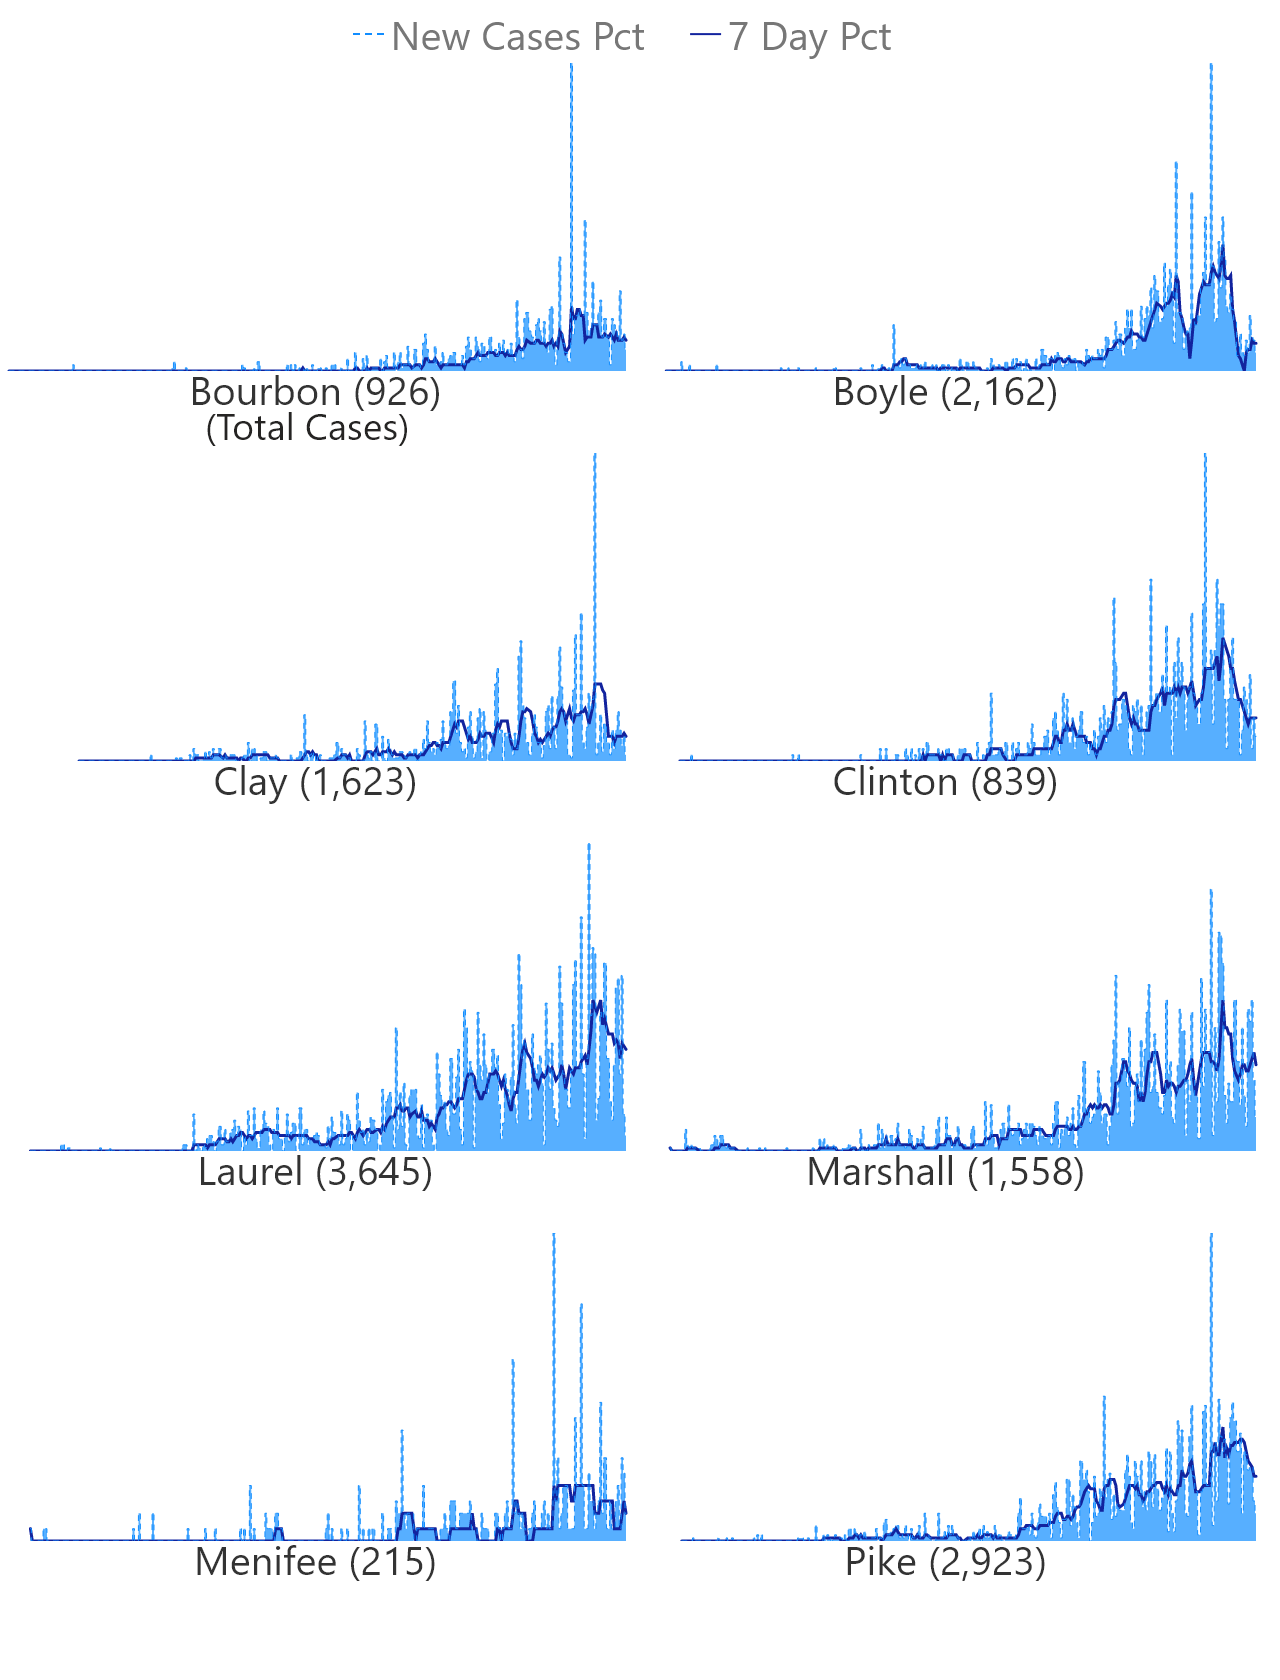 New Cases Pct 7 Day Pct
Bourbon (926) Boyle (2,162)
(Total Cases)
Clay (1,623) Clinton (839)
Laurel (3,645) Marshall (1,558)
Menifee (215) Pike (2,923)